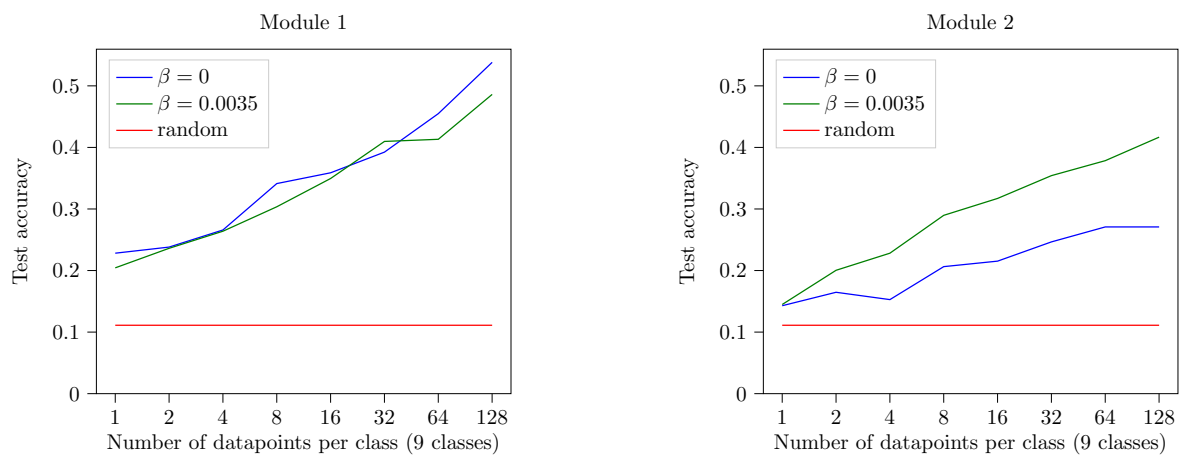 Module 1
β = 0
β = 0.0035
random
Test accuracy
0.5
0.4
0.3
0.2
0.1
0
1 2 4 8 16 32 64 128
Number of datapoints per class (9 classes)
Module 2
β = 0
β = 0.0035
random
Test accuracy
0.5
0.4
0.3
0.2
0.1
0
1 2 4 8 16 32 64 128
Number of datapoints per class (9 classes)